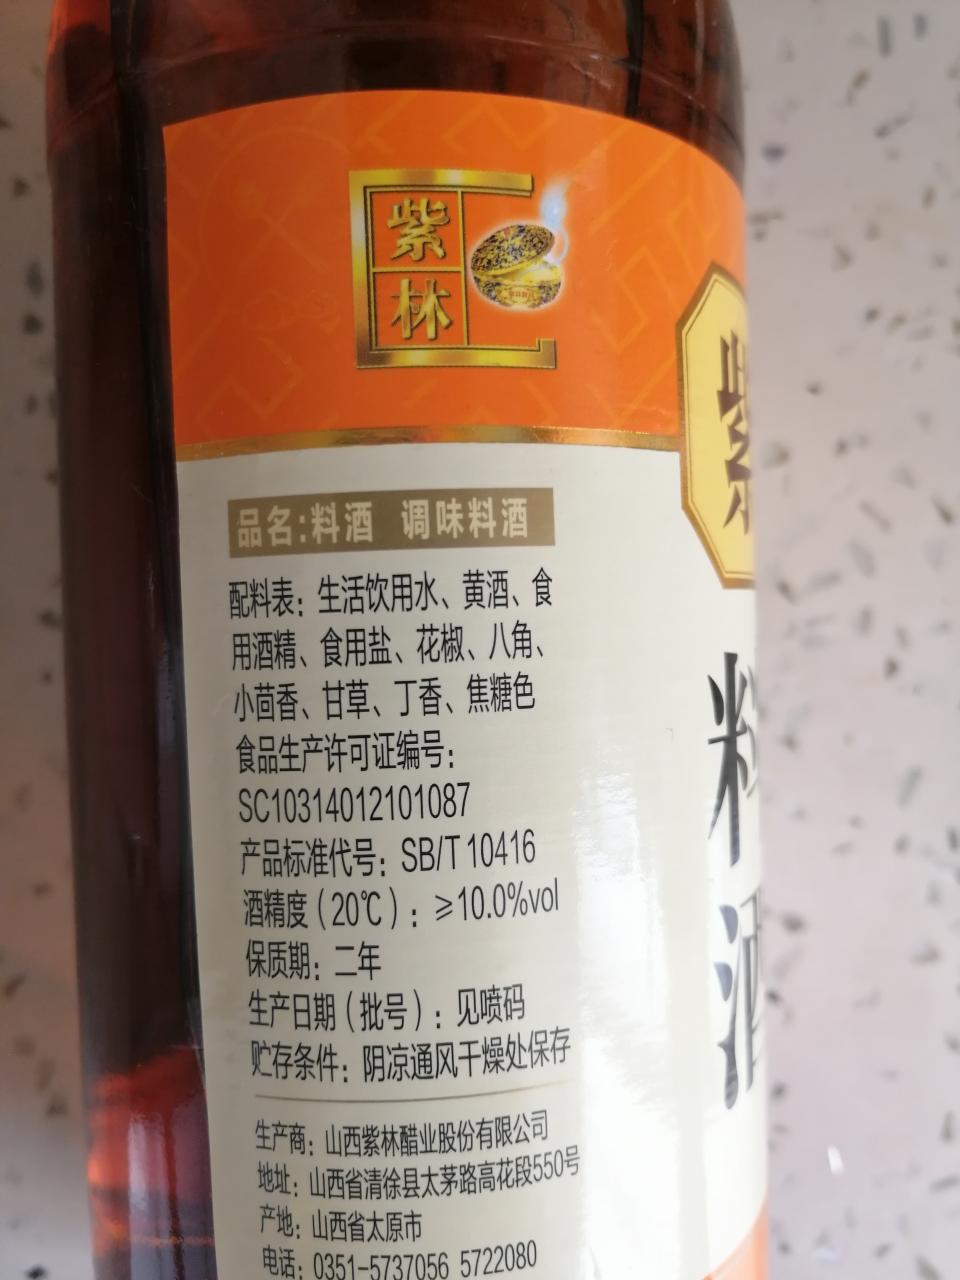 紫
林
品名:料酒 调味料酒
配料表：生活饮用水、黄酒、食
用酒精、食用盐、花椒、八角、
小茴香、甘草、丁香、焦糖色
食品生产许可证编号：
SC10314012101087
产品标准代号：SB/T 10416
酒精度（20℃）：≥10.0%vol
保质期：二年
生产日期（批号）：见喷码
贮存条件：阴凉通风干燥处保存
生产商：山西紫林醋业股份有限公司
地址：山西省清徐县太茅路高花段550号
产地：山西省太原市
电话：0351-5737056 5722080
紫
料
酒